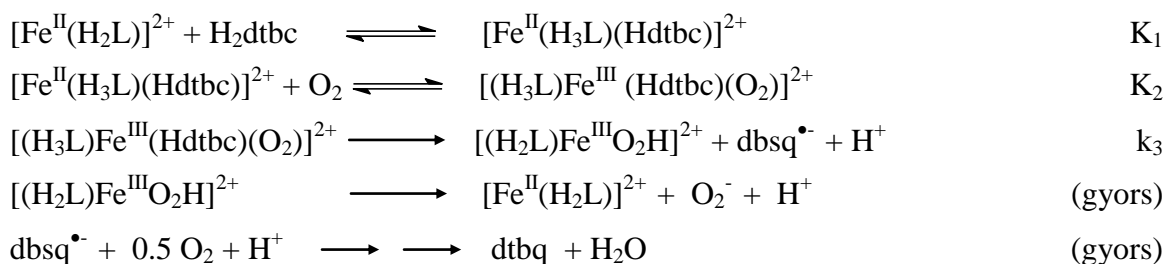 [Fe^II(H₂L)]²⁺ + H₂dtbc ⇌ [Fe^II(H₃L)(Hdtbc)]²⁺ K₁
[Fe^II(H₃L)(Hdtbc)]²⁺ + O₂ ⇌ [(H₃L)Fe^III (Hdtbc)(O₂)]²⁺ K₂
[(H₃L)Fe^III(Hdtbc)(O₂)]²⁺ ⟶ [(H₂L)Fe^IIIO₂H]²⁺ + dbsq^•- + H⁺ k₃
[(H₂L)Fe^IIIO₂H]²⁺ ⟶ [Fe^II(H₂L)]²⁺ + O₂⁻ + H⁺ (gyors)
dbsq^•- + 0.5 O₂ + H⁺ ⟶ ⟶ dtbq + H₂O (gyors)